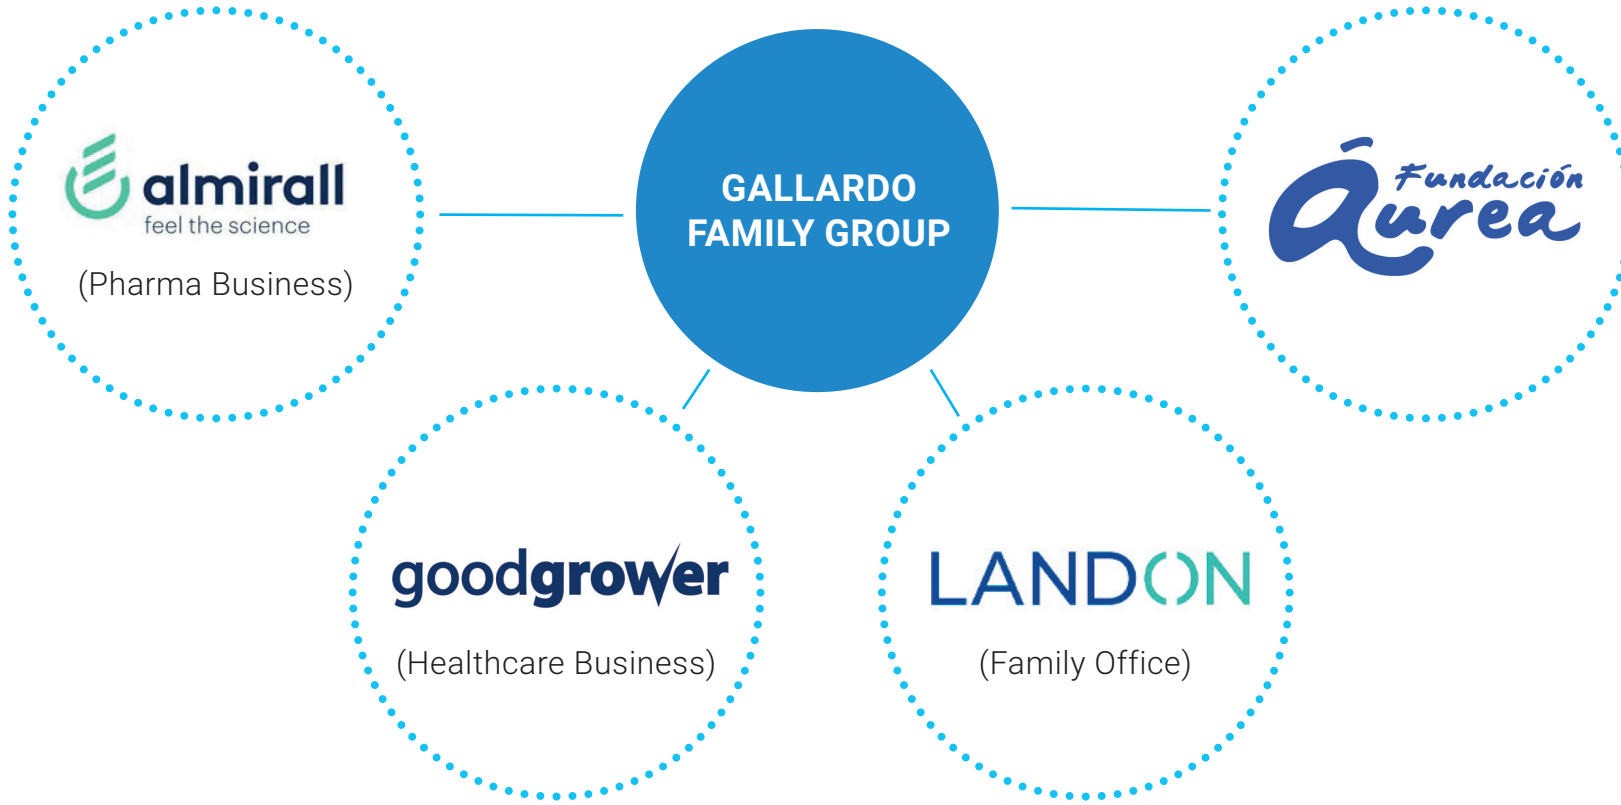 almirall
feel the science
(Pharma Business)
GALLARDO
FAMILY GROUP
Fundación
Áurea
goodgrower
(Healthcare Business)
LANDON
(Family Office)